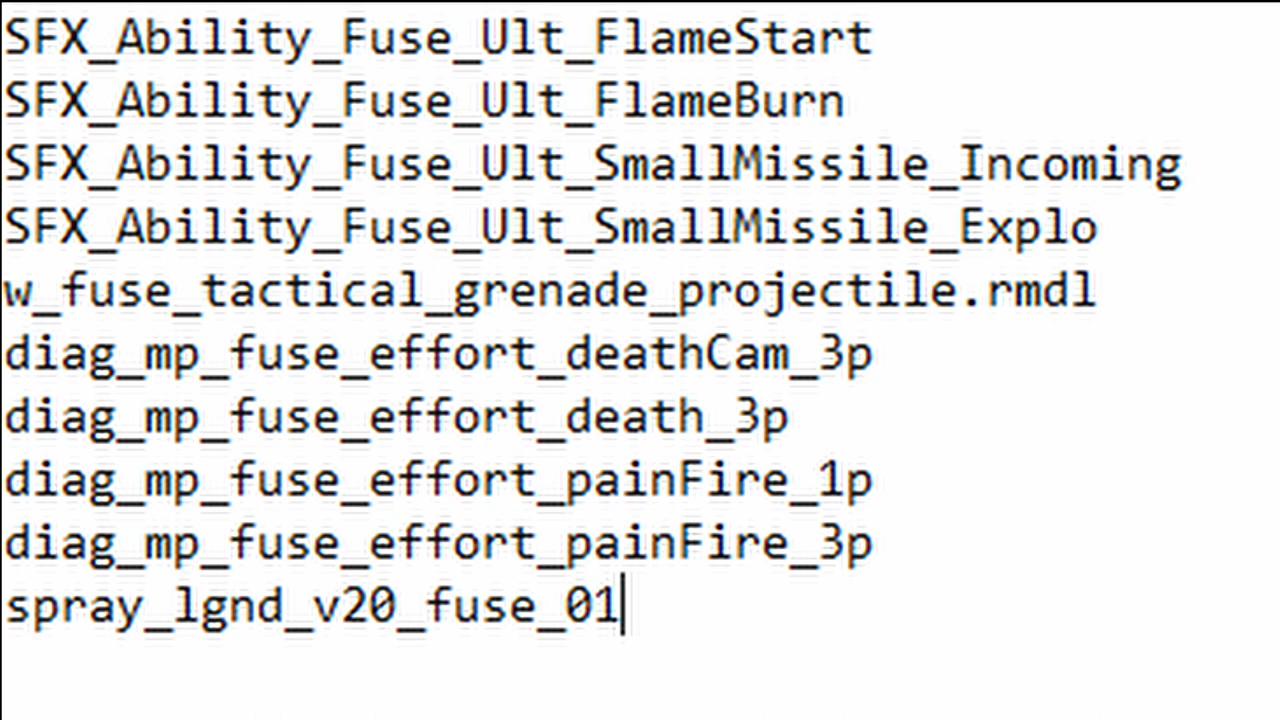 SFX_Ability_Fuse_Ult_FlameStart
SFX_Ability_Fuse_Ult_FlameBurn
SFX_Ability_Fuse_Ult_SmallMissile_Incoming
SFX_Ability_Fuse_Ult_SmallMissile_Explo
w_fuse_tactical_grenade_projectile.rmdl
diag_mp_fuse_effort_deathCam_3p
diag_mp_fuse_effort_death_3p
diag_mp_fuse_effort_painFire_1p
diag_mp_fuse_effort_painFire_3p
spray_lgnd_v20_fuse_01